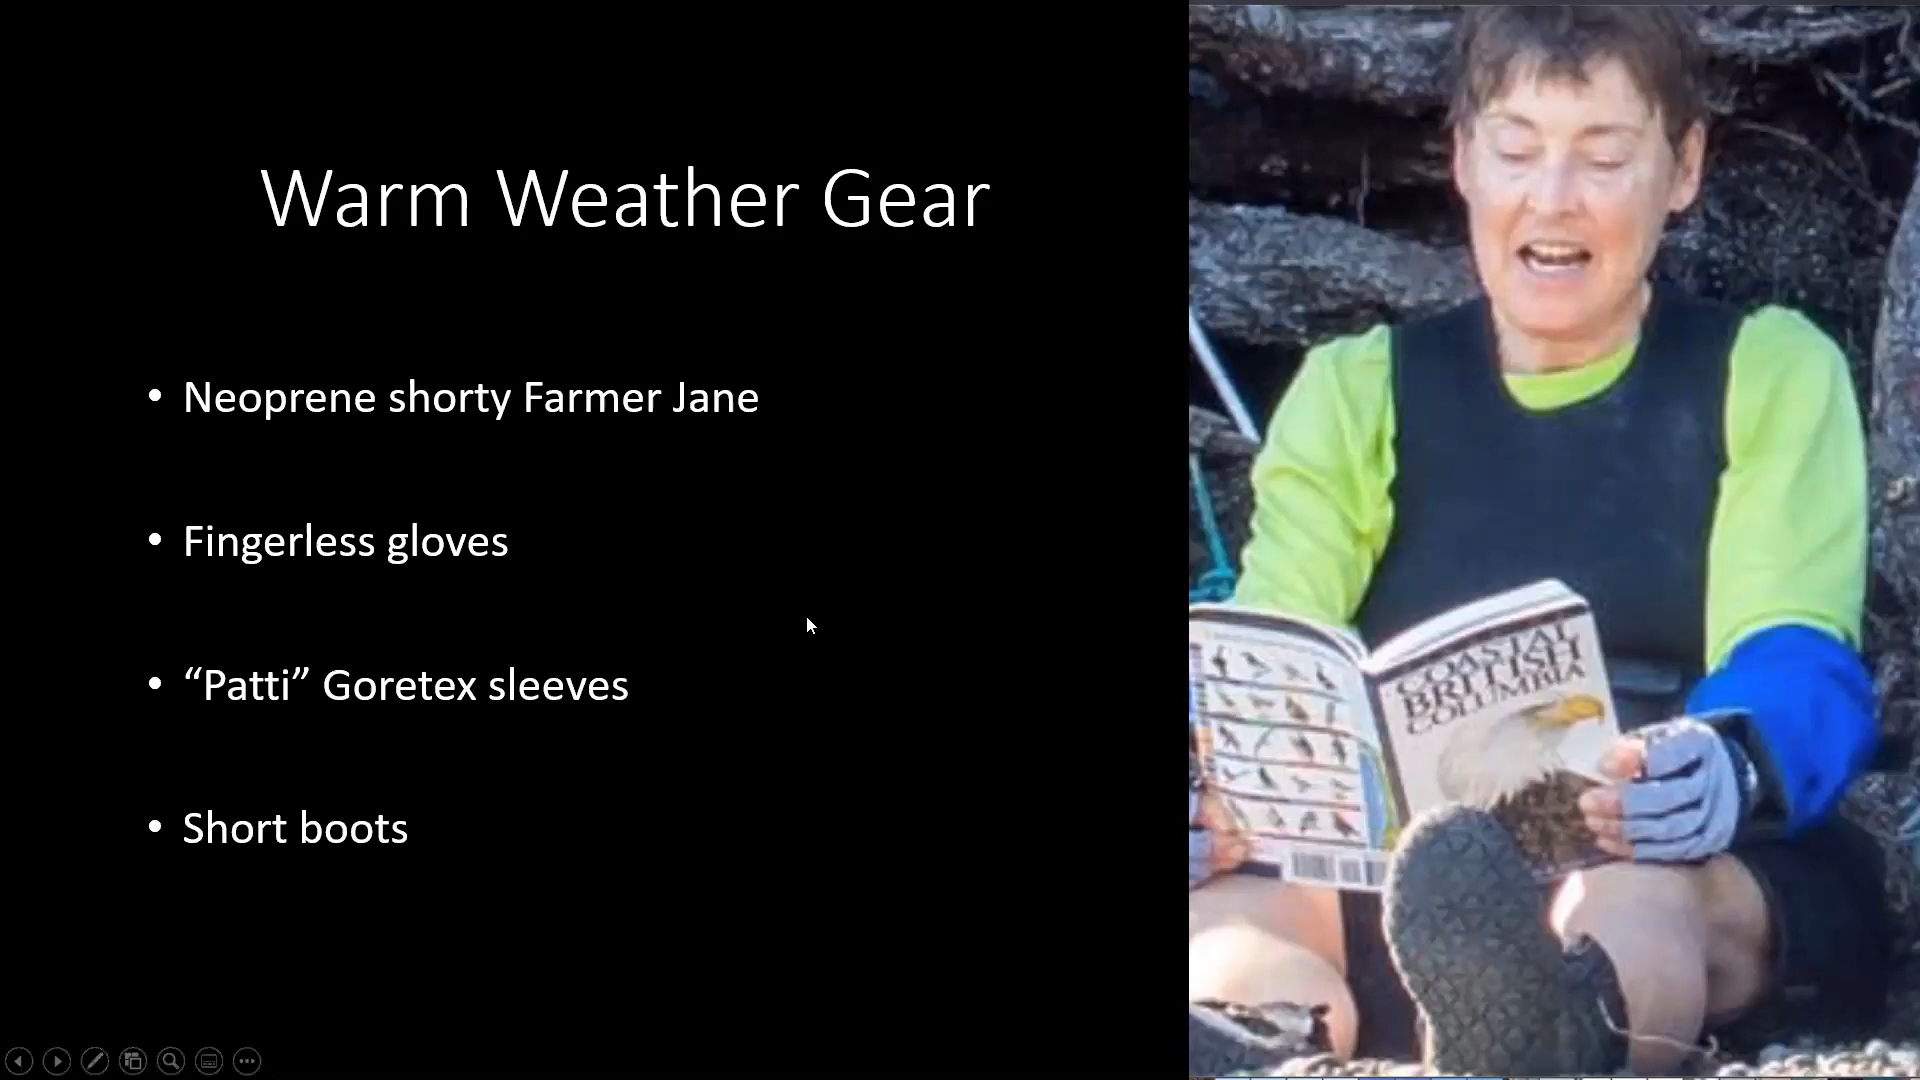 Warm Weather Gear
• Neoprene shorty Farmer Jane
• Fingerless gloves
• “Patti” Goretex sleeves
• Short boots
COASTAL
BRITISH
COLUMBIA